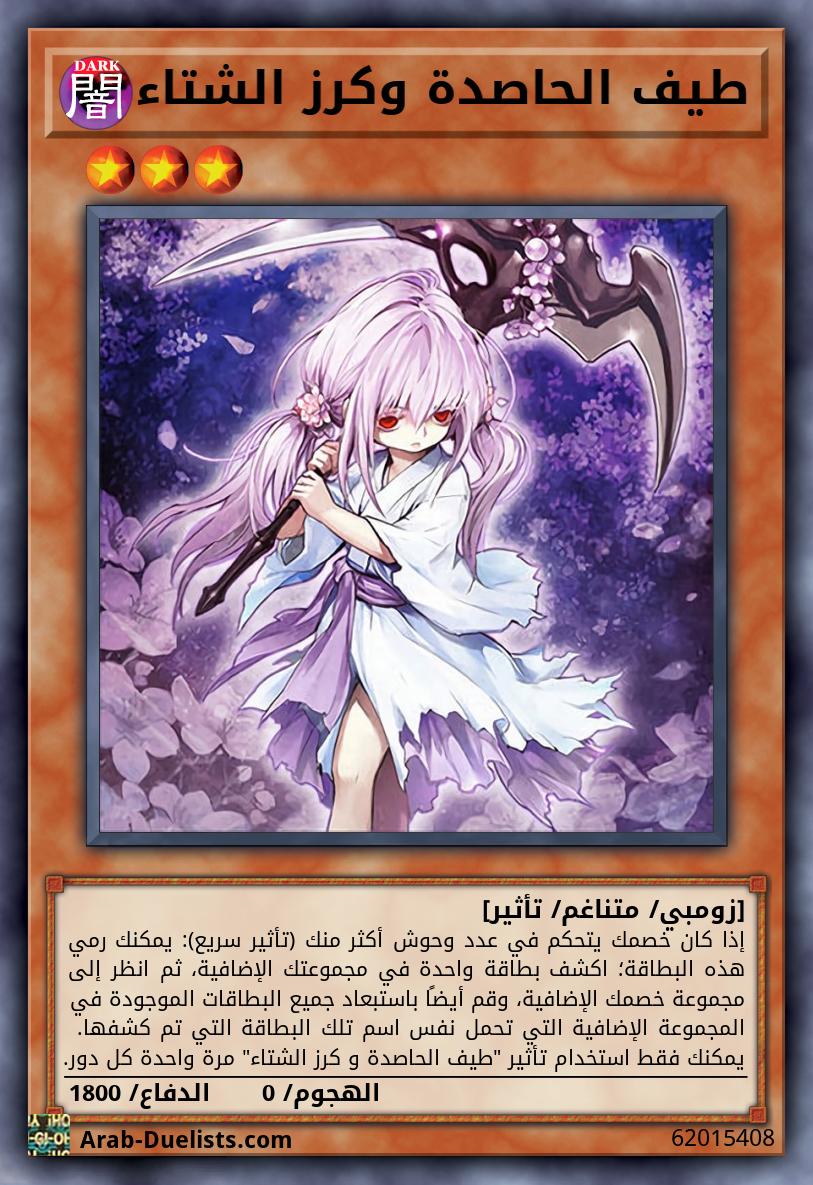 طيف الحاصدة وكرز الشتاء
DARK
闇
[زومبي/ متناغم/ تأثير]
إذا كان خصمك يتحكم في عدد وحوش أكثر منك (تأثير سريع): يمكنك رمي
هذه البطاقة؛ اكشف بطاقة واحدة في مجموعتك الإضافية، ثم انظر إلى
مجموعة خصمك الإضافية، وقم أيضًا باستبعاد جميع البطاقات الموجودة في
المجموعة الإضافية التي تحمل نفس اسم تلك البطاقة التي تم كشفها.
يمكنك فقط استخدام تأثير "طيف الحاصدة و كرز الشتاء" مرة واحدة كل دور.
الهجوم/ 0 الدفاع/ 1800
Arab-Duelists.com
62015408